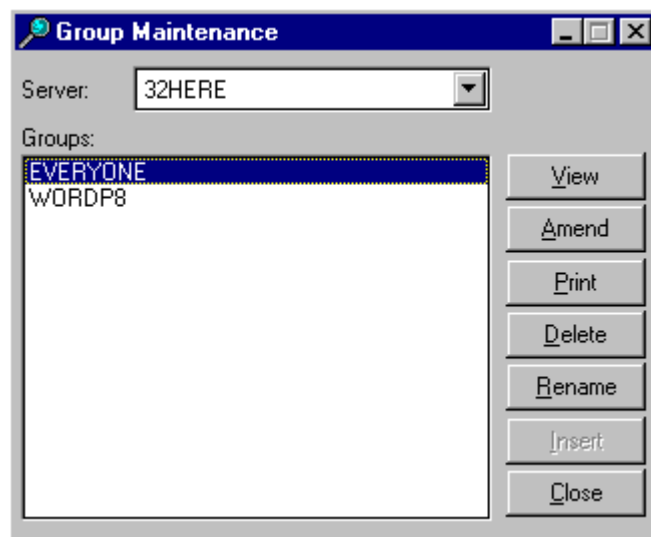 Group Maintenance
Server: 32HERE
Groups:
EVERYONE
WORDP8
View
Amend
Print
Delete
Rename
Insert
Close